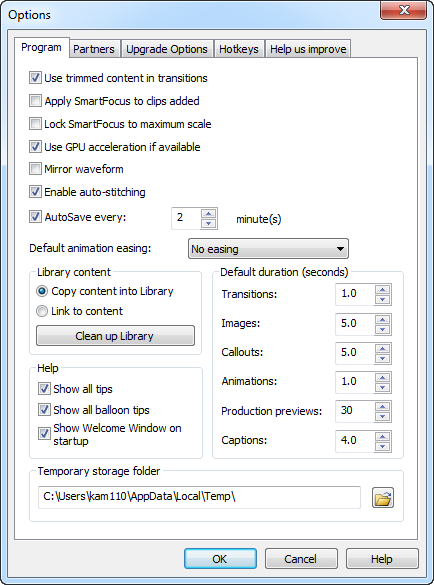 Options
Program Partners Upgrade Options Hotkeys Help us improve
Use trimmed content in transitions
Apply SmartFocus to clips added
Lock SmartFocus to maximum scale
Use GPU acceleration if available
Mirror waveform
Enable auto-stitching
AutoSave every: 2 minute(s)
Default animation easing: No easing
Library content
Copy content into Library
Link to content
Clean up Library
Help
Show all tips
Show all balloon tips
Show Welcome Window on
startup
Default duration (seconds)
Transitions: 1.0
Images: 5.0
Callouts: 5.0
Animations: 1.0
Production previews: 30
Captions: 4.0
Temporary storage folder
C:\Users\kam110\AppData\Local\Temp\
OK Cancel Help